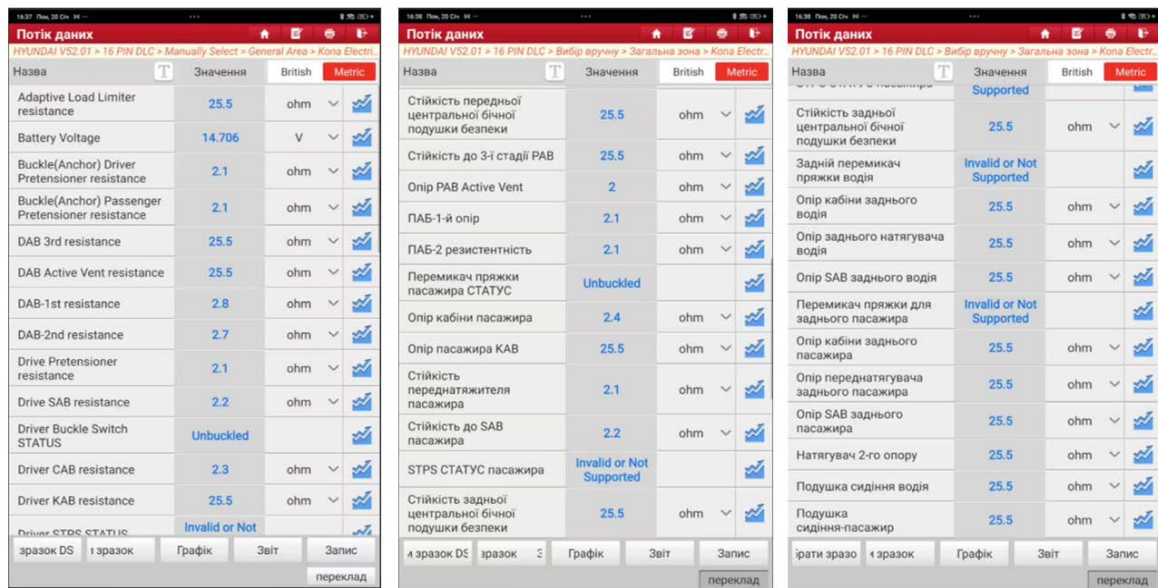 16:37 Пон, 20 Січ
Потік даних
HYUNDAI V52.01 > 16 PIN DLC > Manually Select > General Area > Kona Electri...
Назва T Значення British Metric
Adaptive Load Limiter
resistance
25.5 ohm
Battery Voltage 14.706 V
Buckle(Anchor) Driver
Pretensioner resistance
2.1 ohm
Buckle(Anchor) Passenger
Pretensioner resistance
2.1 ohm
DAB 3rd resistance 25.5 ohm
DAB Active Vent resistance 25.5 ohm
DAB-1st resistance 2.8 ohm
DAB-2nd resistance 2.7 ohm
Drive Pretensioner
resistance
2.1 ohm
Drive SAB resistance 2.2 ohm
Driver Buckle Switch
STATUS
Unbuckled
Driver CAB resistance 2.3 ohm
Driver KAB resistance 25.5 ohm
Driver STPS STATUS
Invalid or Not
зразок DS зразок Графік Звіт Запис
переклад
16:38 Пон, 20 Січ
Потік даних
HYUNDAI V52.01 > 16 PIN DLC > Вибір вручну > Загальна зона > Kona Electr...
Назва T Значення British Metric
Стійкість передньої
центральної бічної
подушки безпеки
25.5 ohm
Стійкість до 3-ї стадії PAB 25.5 ohm
Опір PAB Active Vent 2 ohm
ПАБ-1-й опір 2.1 ohm
ПАБ-2 резистентність 2.1 ohm
Перемикач пряжки
пасажира СТАТУС
Unbuckled
Опір кабіни пасажира 2.4 ohm
Опір пасажира KAB 25.5 ohm
Стійкість
переднатяжителя
пасажира
2.1 ohm
Стійкість до SAB
пасажира
2.2 ohm
STPS СТАТУС пасажира
Invalid or Not
Supported
Стійкість задньої
центральної бічної
подушки безпеки
25.5 ohm
и зразок DS зразок З Графік Звіт Запис
переклад
16:38 Пон, 20 Січ
Потік даних
HYUNDAI V52.01 > 16 PIN DLC > Вибір вручну > Загальна зона > Kona Electr...
Назва T Значення British Metric
Supported
Стійкість задньої
центральної бічної
подушки безпеки
25.5 ohm
Задній перемикач
пряжки водія
Invalid or Not
Supported
Опір кабіни заднього
водія
25.5 ohm
Опір заднього натягувача
водія
25.5 ohm
Опір SAB заднього водія 25.5 ohm
Перемикач пряжки для
заднього пасажира
Invalid or Not
Supported
Опір кабіни заднього
пасажира
25.5 ohm
Опір переднатягувача
заднього пасажира
25.5 ohm
Опір SAB заднього
пасажира
25.5 ohm
Натягувач 2-го опору 25.5 ohm
Подушка сидіння водія 25.5 ohm
Подушка
сидіння-пасажир
25.5 ohm
зразок Графік Звіт Запис
переклад